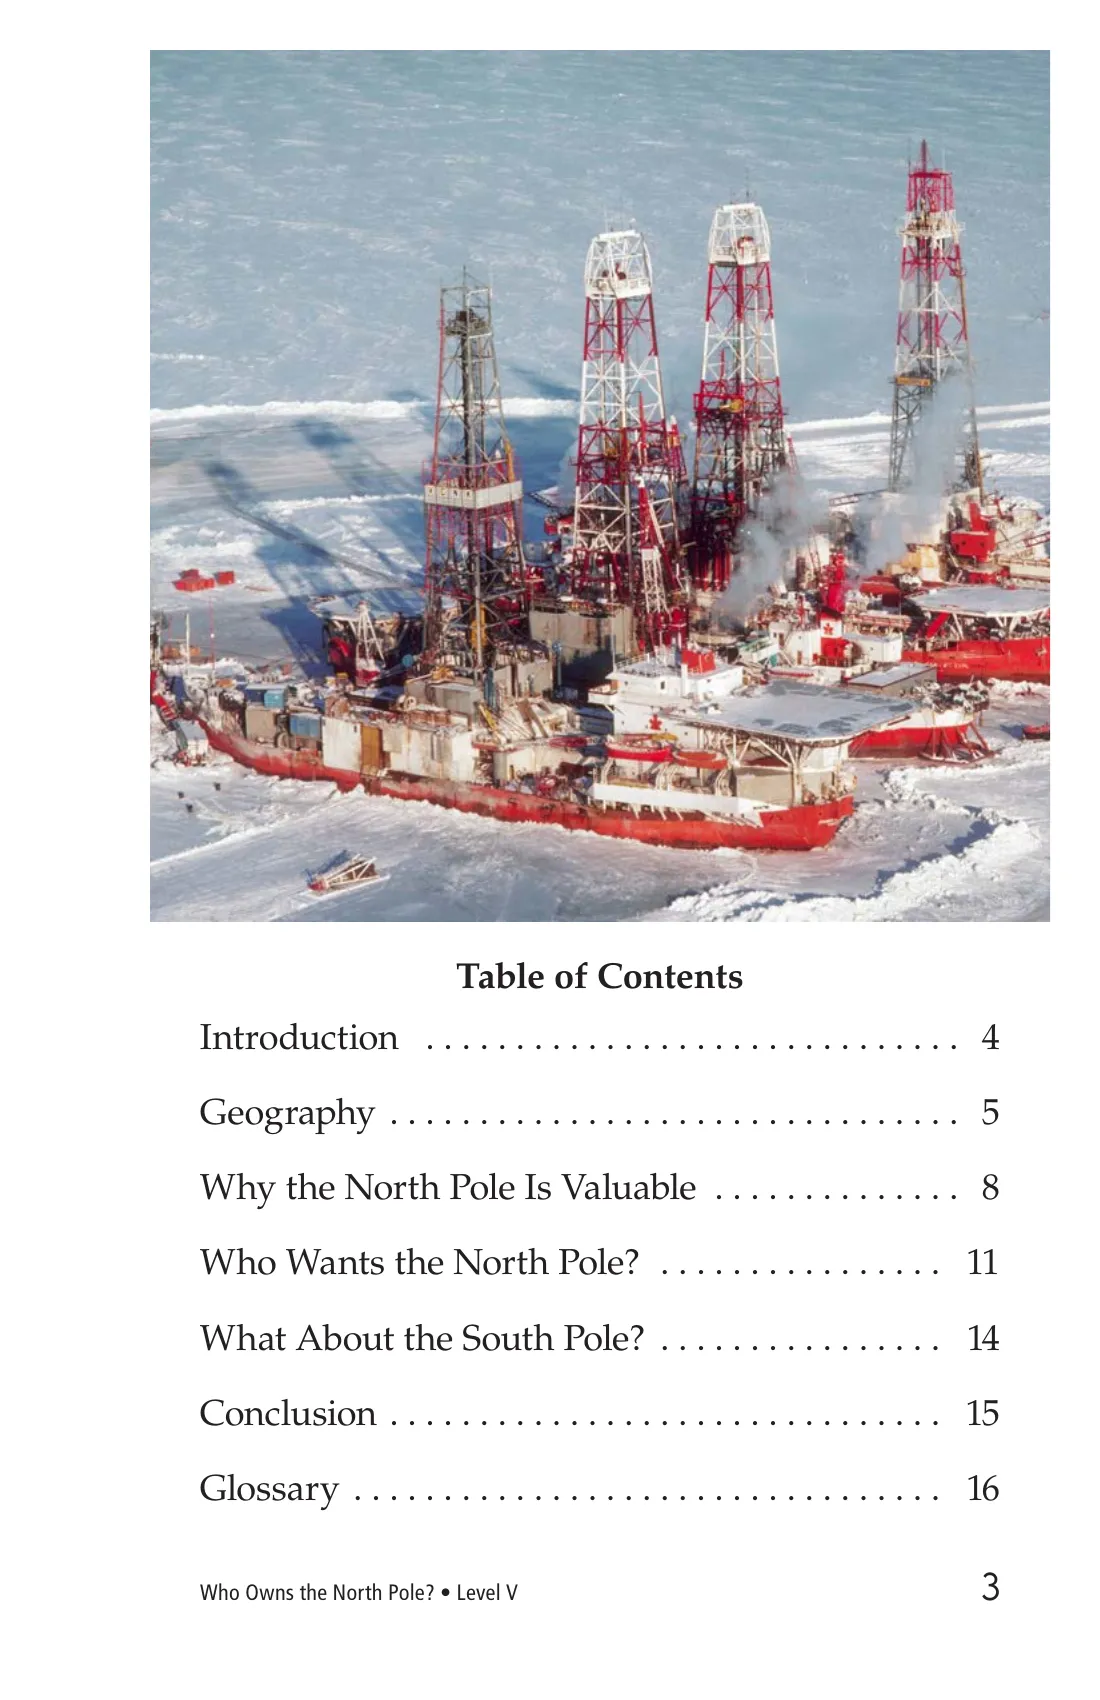 Table of Contents
Introduction . . . . . . . . . . . . . . . . . . . . . . . . . . . . . . 4
Geography . . . . . . . . . . . . . . . . . . . . . . . . . . . . . . . . 5
Why the North Pole Is Valuable . . . . . . . . . . . . . . 8
Who Wants the North Pole? . . . . . . . . . . . . . . . . 11
What About the South Pole? . . . . . . . . . . . . . . . . 14
Conclusion . . . . . . . . . . . . . . . . . . . . . . . . . . . . . . . 15
Glossary . . . . . . . . . . . . . . . . . . . . . . . . . . . . . . . . . 16
Who Owns the North Pole? • Level V 3